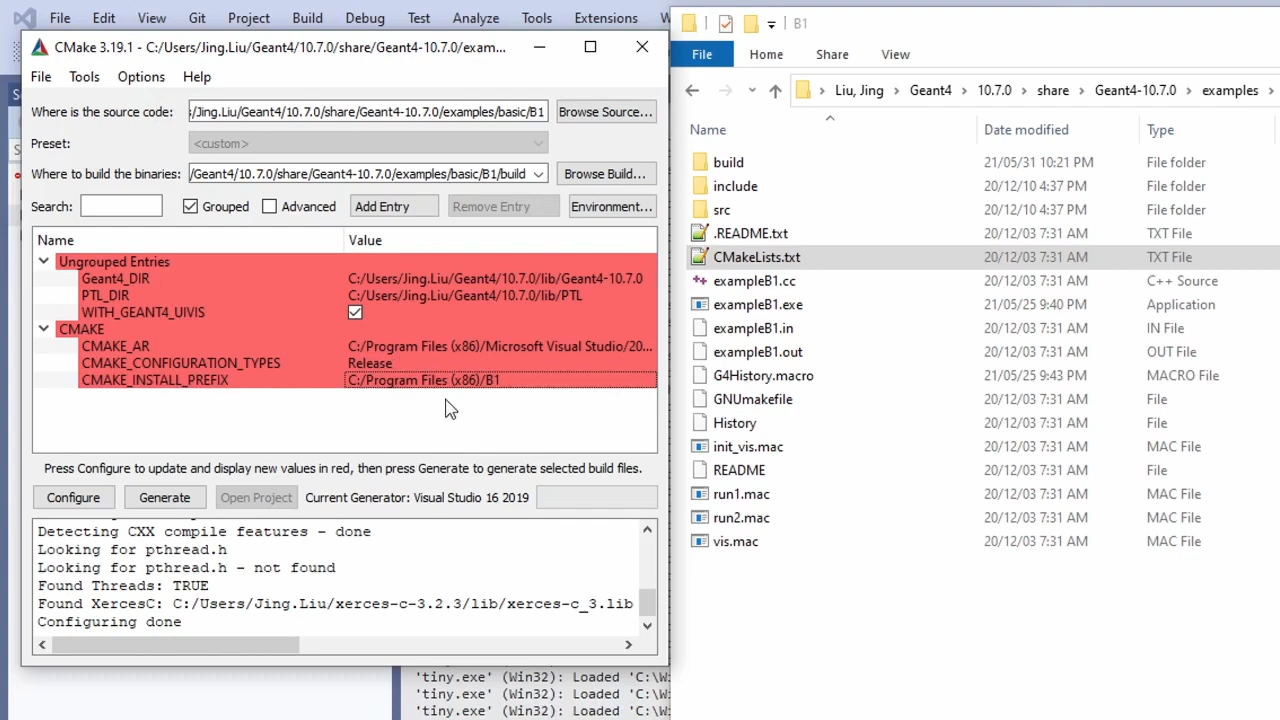 File Edit View Git Project Build Debug Test Analyze Tools Extensions
CMake 3.19.1 - C:/Users/Jing.Liu/Geant4/10.7.0/share/Geant4-10.7.0/exam...
File Tools Options Help
Where is the source code: :/Jing.Liu/Geant4/10.7.0/share/Geant4-10.7.0/examples/basic/B1 Browse Source...
Preset: <custom>
Where to build the binaries: /Geant4/10.7.0/share/Geant4-10.7.0/examples/basic/B1/build Browse Build...
Search: Grouped Advanced Add Entry Remove Entry Environment...
Name Value
Ungrouped Entries
Geant4_DIR C:/Users/Jing.Liu/Geant4/10.7.0/lib/Geant4-10.7.0
PTL_DIR C:/Users/Jing.Liu/Geant4/10.7.0/lib/PTL
WITH_GEANT4_UIVIS
CMAKE
CMAKE_AR C:/Program Files (x86)/Microsoft Visual Studio/20...
CMAKE_CONFIGURATION_TYPES Release
CMAKE_INSTALL_PREFIX C:/Program Files (x86)/B1
Press Configure to update and display new values in red, then press Generate to generate selected build files.
Configure Generate Open Project Current Generator: Visual Studio 16 2019
Detecting CXX compile features - done
Looking for pthread.h
Looking for pthread.h - not found
Found Threads: TRUE
Found XercesC: C:/Users/Jing.Liu/xerces-c-3.2.3/lib/xerces-c_3.lib
Configuring done
'tiny.exe' (Win32): Loaded 'C:\W
'tiny.exe' (Win32): Loaded 'C:\W
'tiny.exe' (Win32): Loaded 'C:\W
B1
File Home Share View
Liu, Jing Geant4 10.7.0 share Geant4-10.7.0 examples
Name Date modified Type
build 21/05/31 10:21 PM File folder
include 20/12/10 4:37 PM File folder
src 20/12/10 4:37 PM File folder
.README.txt 20/12/03 7:31 AM TXT File
CMakeLists.txt 20/12/03 7:31 AM TXT File
exampleB1.cc 20/12/03 7:31 AM C++ Source
exampleB1.exe 21/05/25 9:40 PM Application
exampleB1.in 20/12/03 7:31 AM IN File
exampleB1.out 20/12/03 7:31 AM OUT File
G4History.macro 21/05/25 9:43 PM MACRO File
GNUmakefile 20/12/03 7:31 AM File
History 20/12/03 7:31 AM File
init_vis.mac 20/12/03 7:31 AM MAC File
README 20/12/03 7:31 AM File
run1.mac 20/12/03 7:31 AM MAC File
run2.mac 20/12/03 7:31 AM MAC File
vis.mac 20/12/03 7:31 AM MAC File